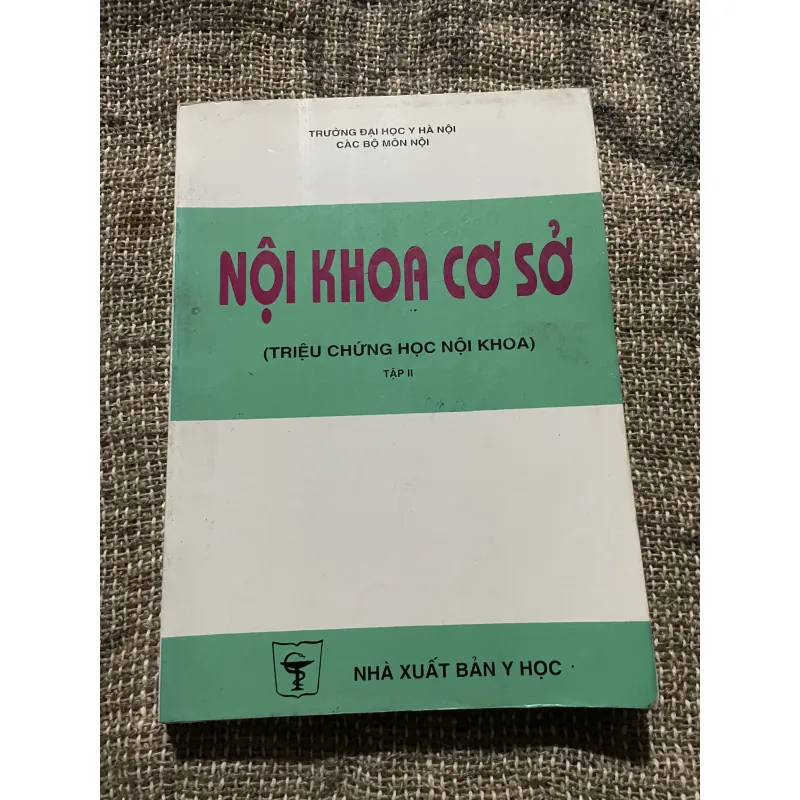 TRƯỜNG ĐẠI HỌC Y HÀ NỘI
CÁC BỘ MÔN NỘI
NỘI KHOA CƠ SỞ
(TRIỆU CHỨNG HỌC NỘI KHOA)
TẬP II
NHÀ XUẤT BẢN Y HỌC